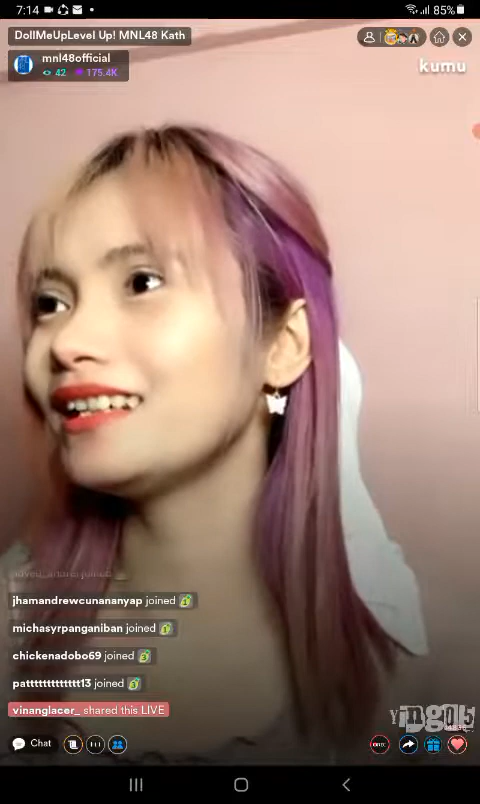 7:14
85%
DollMeUpLevel Up! MNL48 Kath
mnl48official
42 175.4K
kumu
jhamandrewcunananyap joined
michasyrpanganiban joined
chickenadobo69 joined
patttttttttttttt13 joined
vinanglacer_ shared this LIVE
Chat